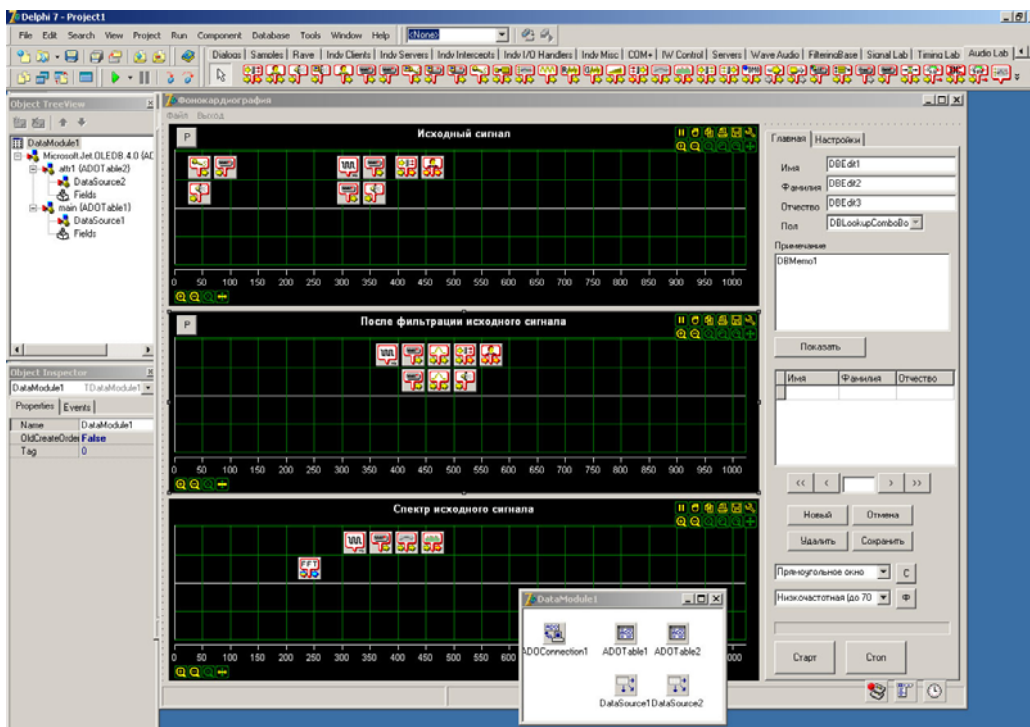 Delphi 7 - Project1
File Edit Search View Project Run Component Database Tools Window Help <None>
Dialogs Samples Rave Indy Clients Indy Servers Indy Intercepts Indy I/O Handlers Indy Misc COM+ IW Control Servers Wave Audio FilteringBase Signal Lab Timing Lab Audio Lab
Object TreeView
DataModule1
Microsoft.Jet.OLEDB.4.0 (AD
attr1 (ADOTable2)
DataSource2
Fields
main (ADOTable1)
DataSource1
Fields
Object Inspector
DataModule1 TDataModule1
Properties Events
Name DataModule1
OldCreateOrder False
Tag 0
Фонокардиография
Файл Выход
P Исходный сигнал
0 50 100 150 200 250 300 350 400 450 500 550 600 650 700 750 800 850 900 950 1000
P После фильтрации исходного сигнала
0 50 100 150 200 250 300 350 400 450 500 550 600 650 700 750 800 850 900 950 1000
Спектр исходного сигнала
FFT
0 50 100 150 200 250 300 350 400 450 500 550 600
000
DataModule1
ADOConnection1 ADOTable1 ADOTable2
DataSource1 DataSource2
Главная Настройки
Имя DBEdit1
Фамилия DBEdit2
Отчество DBEdit3
Пол DBLookupComboBo
Примечание
DBMemo1
Показать
Имя Фамилия Отчество
<< < > >>
Новый Отмена
Удалить Сохранить
Прямоугольное окно С
Низкочастотная (до 70 Ф
Старт Стоп